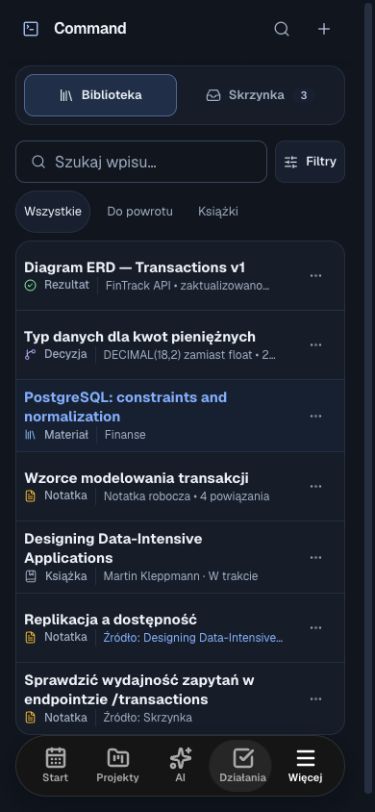 Command
Biblioteka
Skrzynka 3
Szukaj wpisu...
Filtry
Wszystkie
Do powrotu
Książki
Diagram ERD — Transactions v1
Rezultat
FinTrack API • zaktualizowano...
Typ danych dla kwot pieniężnych
Decyzja
DECIMAL(18,2) zamiast float • 2...
PostgreSQL: constraints and
normalization
Materiał
Finanse
Wzorce modelowania transakcji
Notatka
Notatka robocza • 4 powiązania
Designing Data-Intensive
Applications
Książka
Martin Kleppmann · W trakcie
Replikacja a dostępność
Notatka
Źródło: Designing Data-Intensive...
Sprawdzić wydajność zapytań w
endpointzie /transactions
Notatka
Źródło: Skrzynka
Start
Projekty
AI
Działania
Więcej